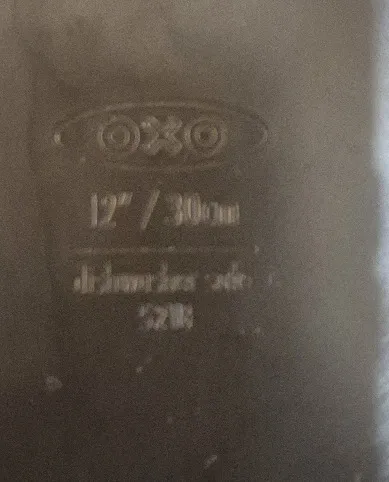 OXO
12" / 30cm
dishwasher safe